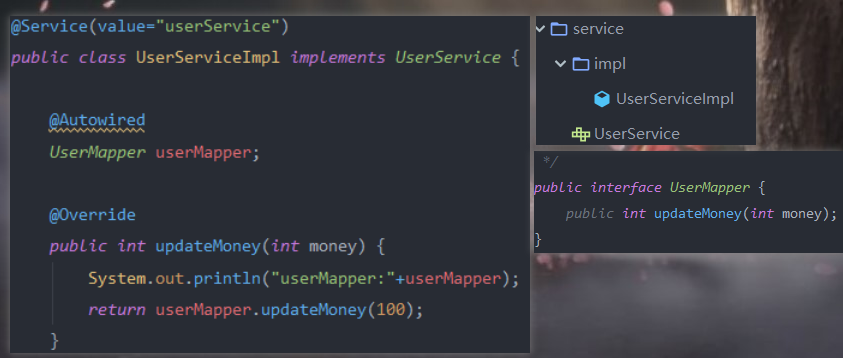 @Service(value="userService")
public class UserServiceImpl implements UserService {
@Autowired
UserMapper userMapper;
@Override
public int updateMoney(int money) {
System.out.println("userMapper:"+userMapper);
return userMapper.updateMoney(100);
}
service
impl
UserServiceImpl
UserService
*/
public interface UserMapper {
public int updateMoney(int money);
}